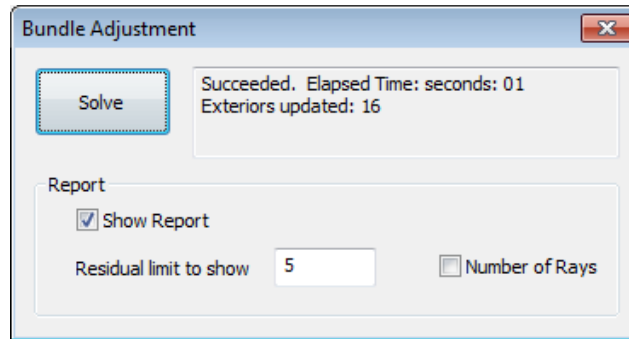 Bundle Adjustment
Solve
Succeeded. Elapsed Time: seconds: 01
Exteriors updated: 16
Report
Show Report
Residual limit to show 5 Number of Rays